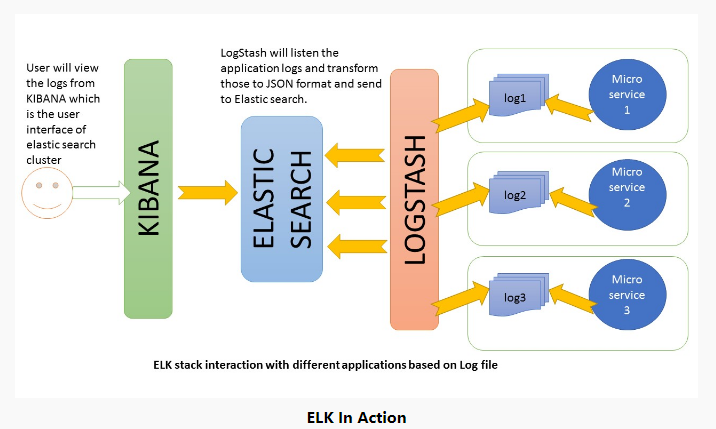 User will view
the logs from
KIBANA which
is the user
interface of
elastic search
cluster
KIBANA
LogStash will listen the
application logs and transform
those to JSON format and send
to Elastic search.
ELASTIC
SEARCH
LOGSTASH
log1
Micro
service
1
log2
Micro
service
2
log3
Micro
service
3
ELK stack interaction with different applications based on Log file
ELK In Action